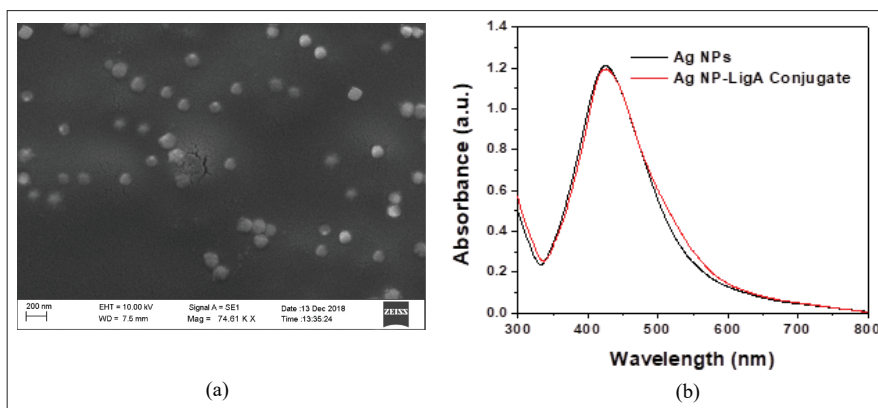 200 nm
EHT = 10.00 kV
WD = 7.5 mm
Signal A = SE1
Mag = 74.61 K X
Date :13 Dec 2018
Time :13:35:24
ZEISS
(a)
Ag NPs
Ag NP-LigA Conjugate
Absorbance (a.u.)
1.4
1.2
1.0
0.8
0.6
0.4
0.2
0.0
300 400 500 600 700 800
Wavelength (nm)
(b)